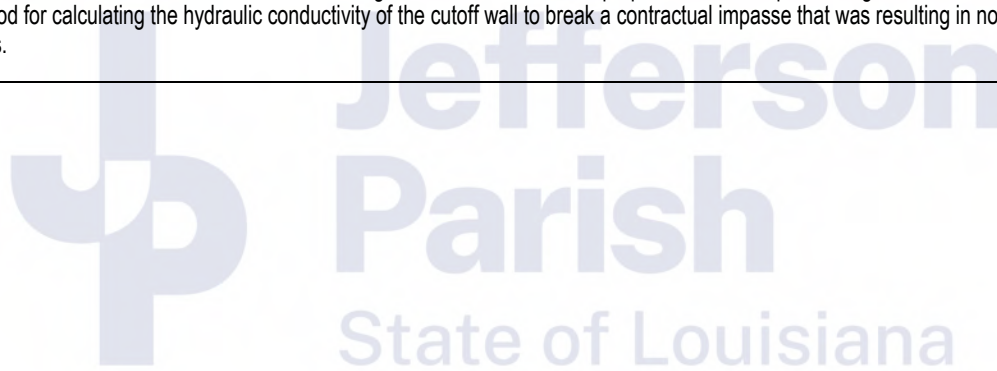 od for calculating the hydraulic conductivity of the cutoff wall to break a contractual impasse that was resulting in no
s.
Jefferson
Parish
State of Louisiana